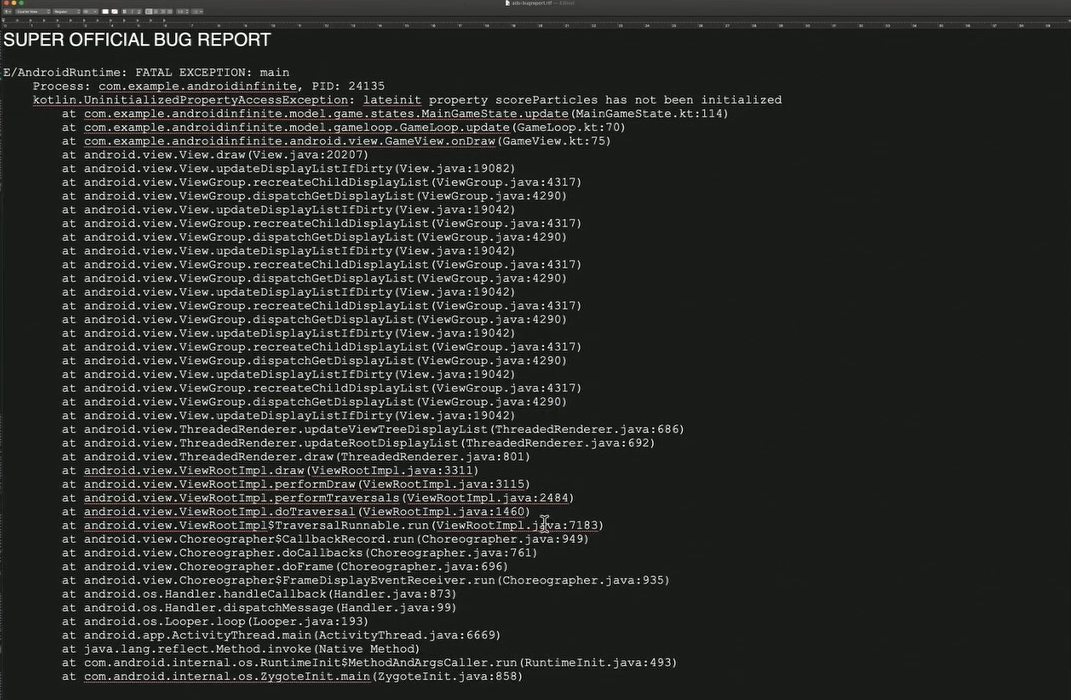 SUPER OFFICIAL BUG REPORT
E/AndroidRuntime: FATAL EXCEPTION: main
Process: com.example.androidinfinite, PID: 24135
kotlin.UninitializedPropertyAccessException: lateinit property scoreParticles has not been initialized
at com.example.androidinfinite.model.game.states.MainGameState.update(MainGameState.kt:114)
at com.example.androidinfinite.model.gameloop.GameLoop.update(GameLoop.kt:70)
at com.example.androidinfinite.android.view.GameView.onDraw(GameView.kt:75)
at android.view.View.draw(View.java:20207)
at android.view.View.updateDisplayListIfDirty(View.java:19082)
at android.view.ViewGroup.recreateChildDisplayList(ViewGroup.java:4317)
at android.view.ViewGroup.dispatchGetDisplayList(ViewGroup.java:4290)
at android.view.View.updateDisplayListIfDirty(View.java:19042)
at android.view.ViewGroup.recreateChildDisplayList(ViewGroup.java:4317)
at android.view.ViewGroup.dispatchGetDisplayList(ViewGroup.java:4290)
at android.view.View.updateDisplayListIfDirty(View.java:19042)
at android.view.ViewGroup.recreateChildDisplayList(ViewGroup.java:4317)
at android.view.ViewGroup.dispatchGetDisplayList(ViewGroup.java:4290)
at android.view.View.updateDisplayListIfDirty(View.java:19042)
at android.view.ViewGroup.recreateChildDisplayList(ViewGroup.java:4317)
at android.view.ViewGroup.dispatchGetDisplayList(ViewGroup.java:4290)
at android.view.View.updateDisplayListIfDirty(View.java:19042)
at android.view.ViewGroup.recreateChildDisplayList(ViewGroup.java:4317)
at android.view.ViewGroup.dispatchGetDisplayList(ViewGroup.java:4290)
at android.view.View.updateDisplayListIfDirty(View.java:19042)
at android.view.ViewGroup.recreateChildDisplayList(ViewGroup.java:4317)
at android.view.ViewGroup.dispatchGetDisplayList(ViewGroup.java:4290)
at android.view.View.updateDisplayListIfDirty(View.java:19042)
at android.view.ThreadedRenderer.updateViewTreeDisplayList(ThreadedRenderer.java:686)
at android.view.ThreadedRenderer.updateRootDisplayList(ThreadedRenderer.java:692)
at android.view.ThreadedRenderer.draw(ThreadedRenderer.java:801)
at android.view.ViewRootImpl.draw(ViewRootImpl.java:3311)
at android.view.ViewRootImpl.performDraw(ViewRootImpl.java:3115)
at android.view.ViewRootImpl.performTraversals(ViewRootImpl.java:2484)
at android.view.ViewRootImpl.doTraversal(ViewRootImpl.java:1460)
at android.view.ViewRootImpl$TraversalRunnable.run(ViewRootImpl.java:7183)
at android.view.Choreographer$CallbackRecord.run(Choreographer.java:949)
at android.view.Choreographer.doCallbacks(Choreographer.java:761)
at android.view.Choreographer.doFrame(Choreographer.java:696)
at android.view.Choreographer$FrameDisplayEventReceiver.run(Choreographer.java:935)
at android.os.Handler.handleCallback(Handler.java:873)
at android.os.Handler.dispatchMessage(Handler.java:99)
at android.os.Looper.loop(Looper.java:193)
at android.app.ActivityThread.main(ActivityThread.java:6669)
at java.lang.reflect.Method.invoke(Native Method)
at com.android.internal.os.RuntimeInit$MethodAndArgsCaller.run(RuntimeInit.java:493)
at com.android.internal.os.ZygoteInit.main(ZygoteInit.java:858)